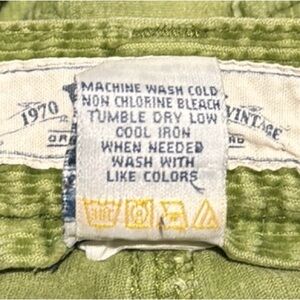 MACHINE WASH COLD
NON CHLORINE BLEACH
TUMBLE DRY LOW
COOL IRON
WHEN NEEDED
WASH WITH
LIKE COLORS
1970
VINTAGE